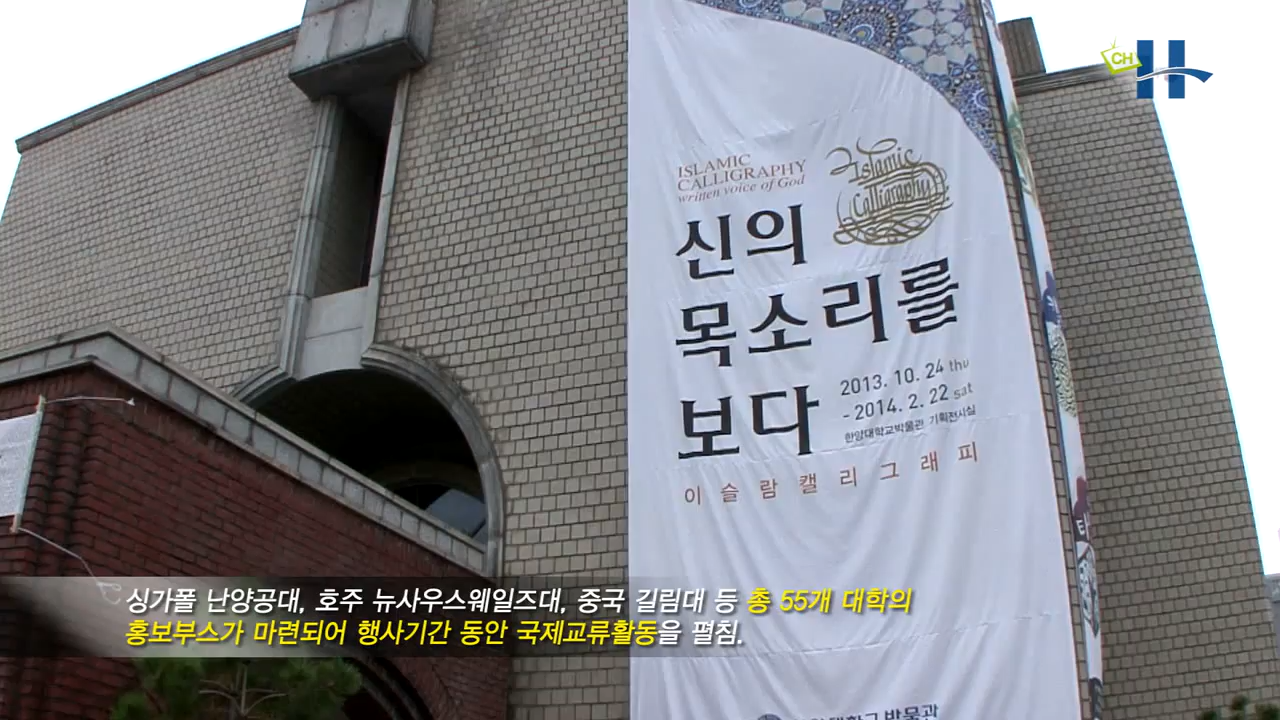 CH
ISLAMIC
CALLIGRAPHY
written voice of God
Islamic
Calligraphy
신의
목소리를
보다
2013. 10. 24 thu
- 2014. 2. 22 sat
한양대학교박물관 기획전시실
이슬람캘리그래피
싱가폴 난양공대, 호주 뉴사우스웨일즈대, 중국 길림대 등 총 55개 대학의
홍보부스가 마련되어 행사기간 동안 국제교류활동을 펼침.
박물관